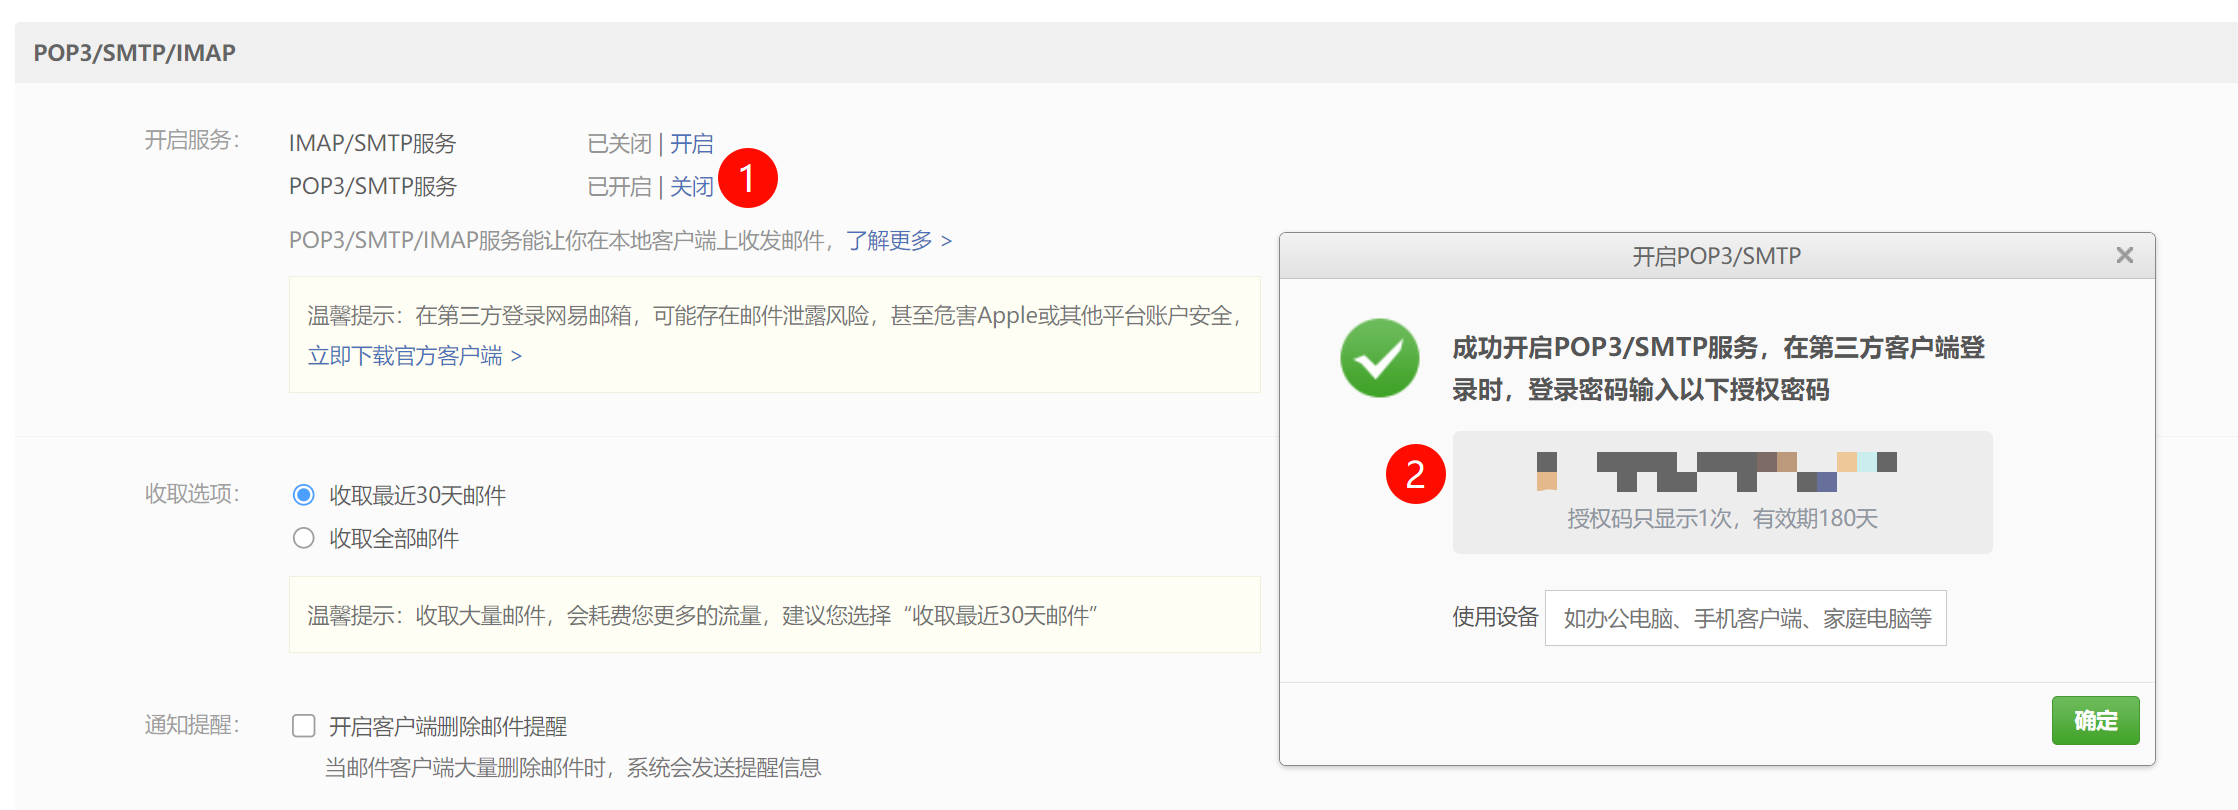 POP3/SMTP/IMAP
开启服务：
IMAP/SMTP服务
已关闭 | 开启
POP3/SMTP服务
已开启 | 关闭
1
POP3/SMTP/IMAP服务能让你在本地客户端上收发邮件，了解更多 >
温馨提示：在第三方登录网易邮箱，可能存在邮件泄露风险，甚至危害Apple或其他平台账户安全，
立即下载官方客户端 >
收取选项：
收取最近30天邮件
收取全部邮件
温馨提示：收取大量邮件，会耗费您更多的流量，建议您选择“收取最近30天邮件”
通知提醒：
开启客户端删除邮件提醒
当邮件客户端大量删除邮件时，系统会发送提醒信息
开启POP3/SMTP
成功开启POP3/SMTP服务，在第三方客户端登
录时，登录密码输入以下授权密码
2
授权码只显示1次，有效期180天
使用设备
如办公电脑、手机客户端、家庭电脑等
确定